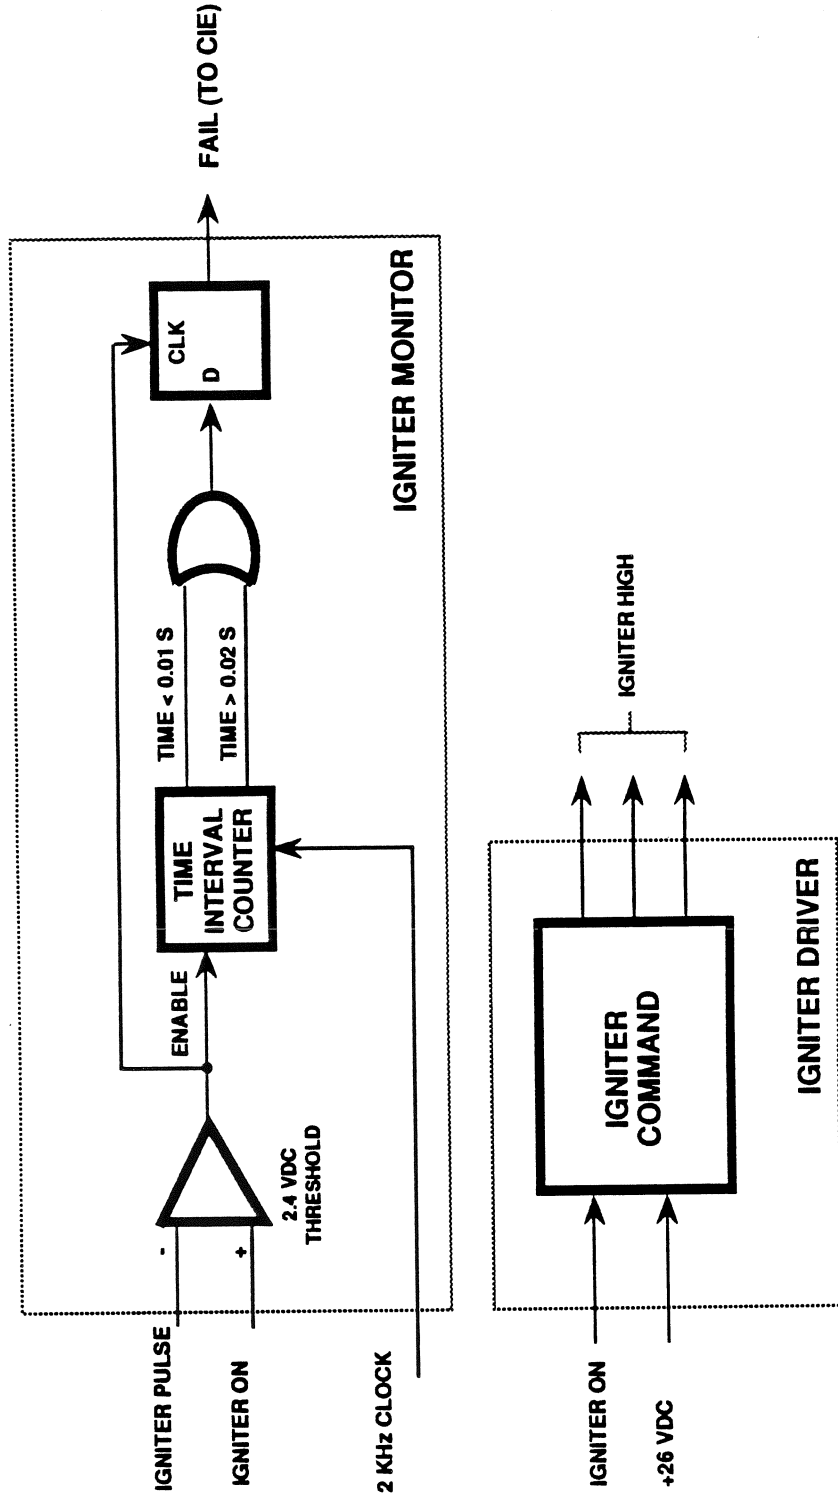 IGNITER PULSE
-
IGNITER ON
+
2.4 VDC
THRESHOLD
2 KHz CLOCK
ENABLE
TIME
INTERVAL
COUNTER
TIME < 0.01 S
TIME > 0.02 S
CLK
D
FAIL (TO CIE)
IGNITER MONITOR
IGNITER ON
+26 VDC
IGNITER
COMMAND
IGNITER HIGH
IGNITER DRIVER